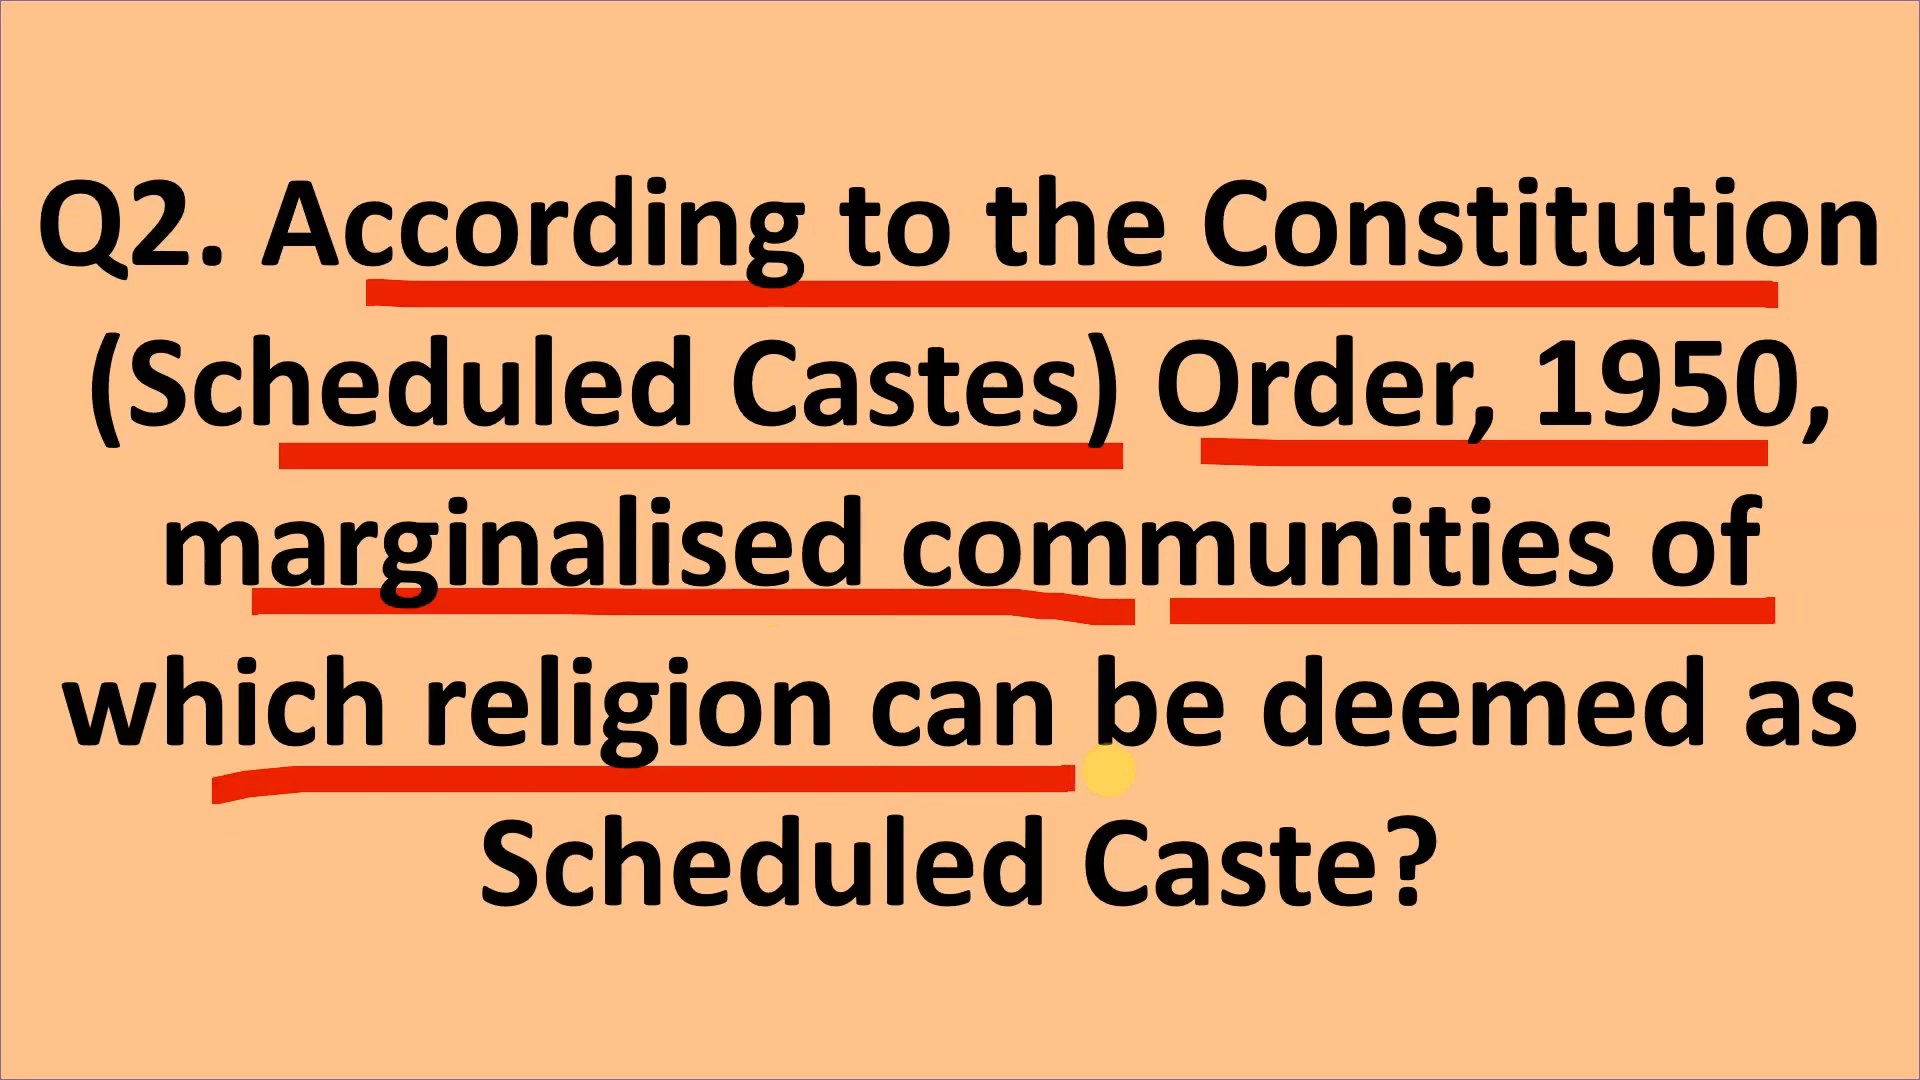 Q2. According to the Constitution
(Scheduled Castes) Order, 1950,
marginalised communities of
which religion can be deemed as
Scheduled Caste?